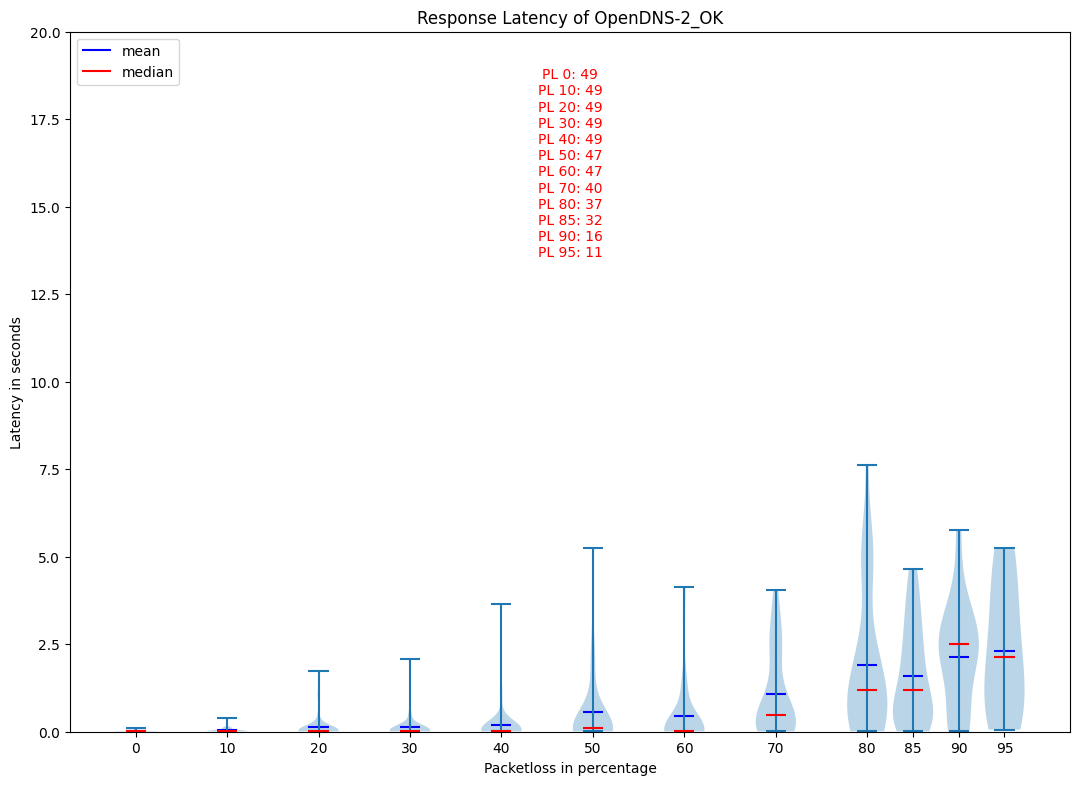 Response Latency of OpenDNS-2_OK
mean
median
PL 0: 49
PL 10: 49
PL 20: 49
PL 30: 49
PL 40: 49
PL 50: 47
PL 60: 47
PL 70: 40
PL 80: 37
PL 85: 32
PL 90: 16
PL 95: 11
Latency in seconds
20.0
17.5
15.0
12.5
10.0
7.5
5.0
2.5
0.0
0 10 20 30 40 50 60 70 80 85 90 95
Packetloss in percentage